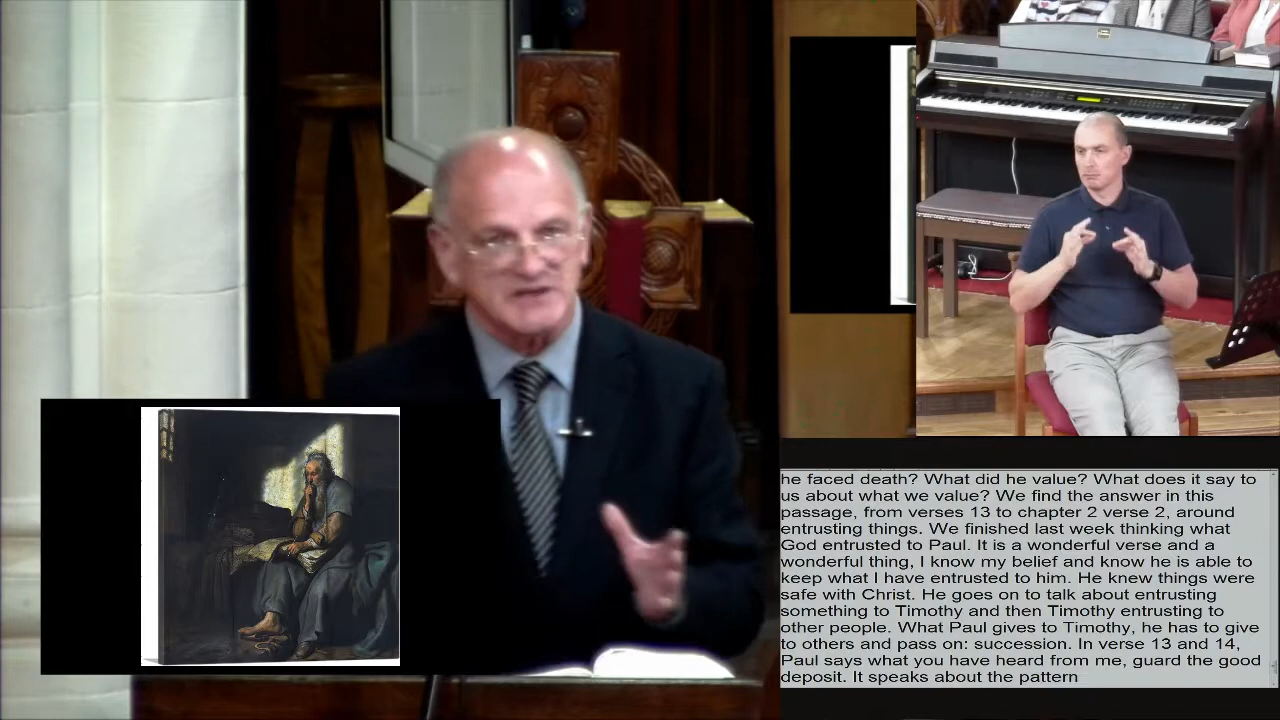 he faced death? What did he value? What does it say to
us about what we value? We find the answer in this
passage, from verses 13 to chapter 2 verse 2, around
entrusting things. We finished last week thinking what
God entrusted to Paul. It is a wonderful verse and a
wonderful thing, I know my belief and know he is able to
keep what I have entrusted to him. He knew things were
safe with Christ. He goes on to talk about entrusting
something to Timothy and then Timothy entrusting to
other people. What Paul gives to Timothy, he has to give
to others and pass on: succession. In verse 13 and 14,
Paul says what you have heard from me, guard the good
deposit. It speaks about the pattern